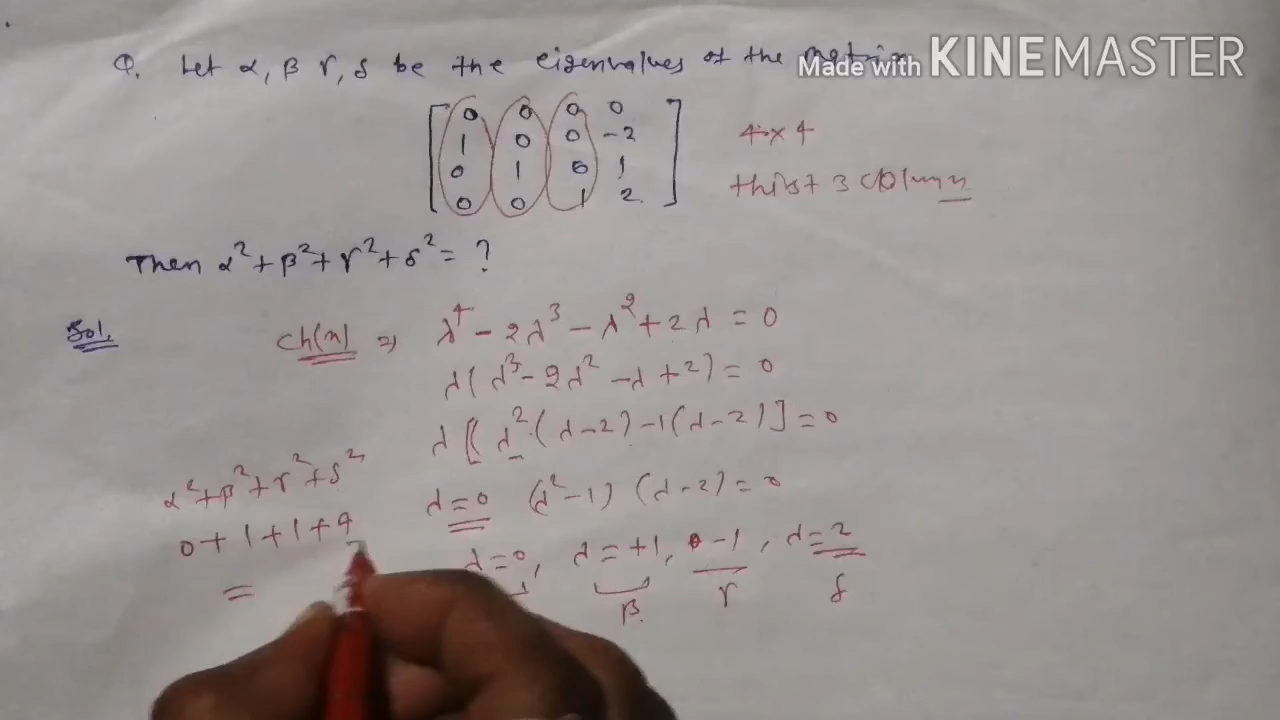 Q. Let α, β, γ, δ be the eigenvalues of the matrix
Made with KINEMASTER
0 0 0 0
1 0 0 -2
0 1 0 1
0 0 1 2
4×4
thirst 3 column
Then α² + β² + γ² + δ² = ?
Sol.
ch(x) ⇒ λ⁴ - 2λ³ - λ² + 2λ = 0
λ(λ³ - 2λ² - λ + 2) = 0
λ[λ²(λ-2) - 1(λ-2)] = 0
λ = 0 (λ²-1) (λ-2) = 0
λ = 0, λ = +1, -1, λ = 2
β γ δ
α² + β² + γ² + δ²
0 + 1 + 1 + 4
=